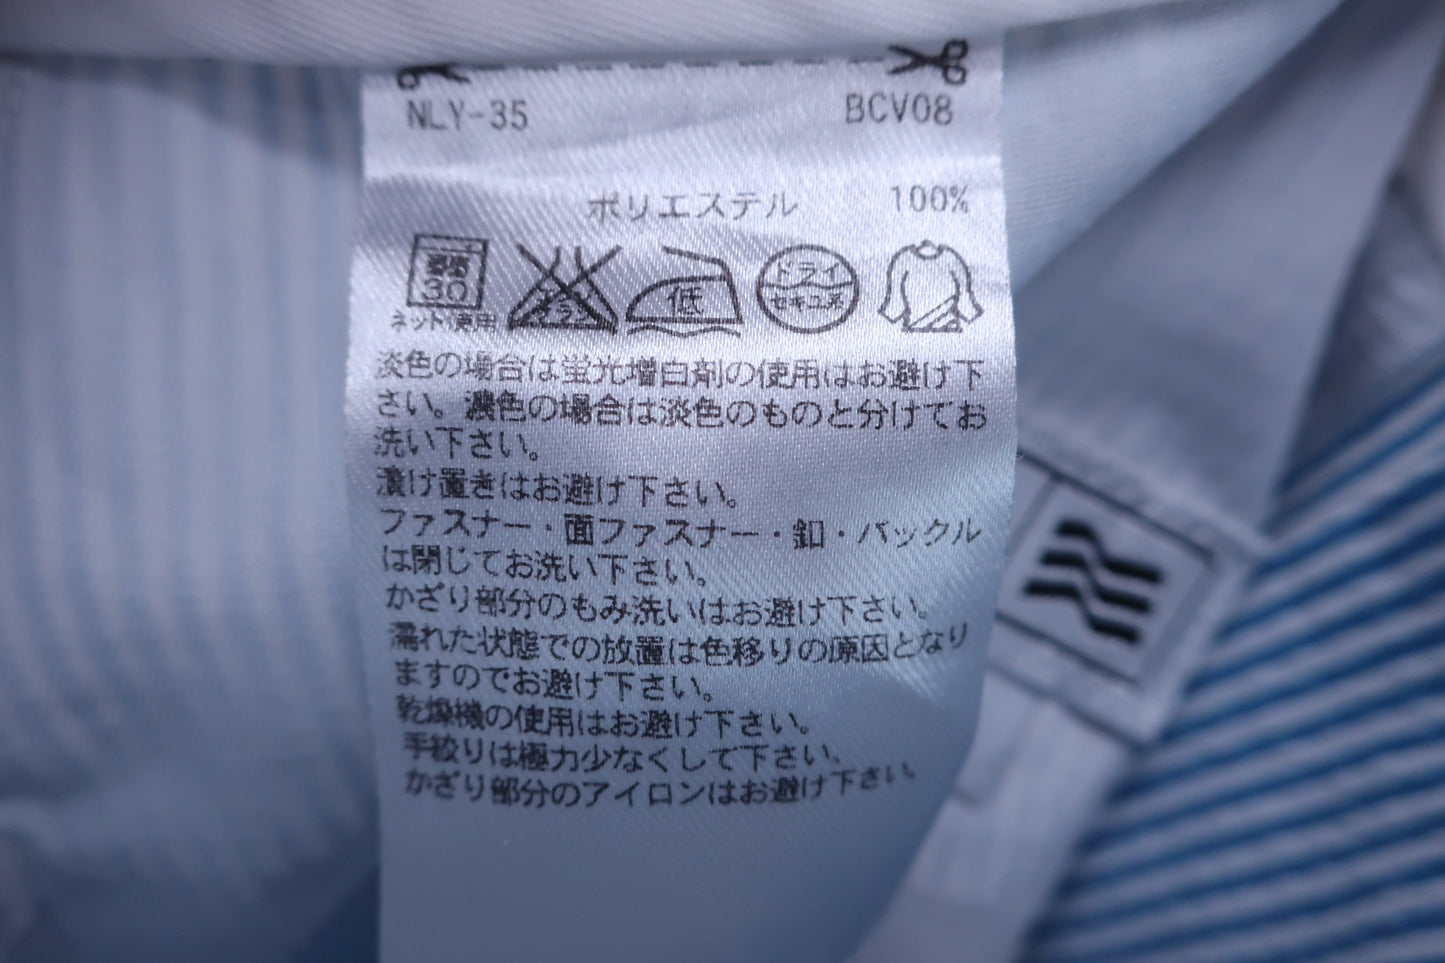 NLY-35 BCV08
ポリエステル 100%
弱 30 エンソサラシ 低 ドライ セキユ系
ネット使用
淡色の場合は蛍光増白剤の使用はお避け下
さい。濃色の場合は淡色のものと分けてお
洗い下さい。
漬け置きはお避け下さい。
ファスナー・面ファスナー・釦・バックル
は閉じてお洗い下さい。
かざり部分のもみ洗いはお避け下さい。
濡れた状態での放置は色移りの原因となり
ますのでお避け下さい。
乾燥機の使用はお避け下さい。
手絞りは極力少なくして下さい。
かざり部分のアイロンはお避け下さい。